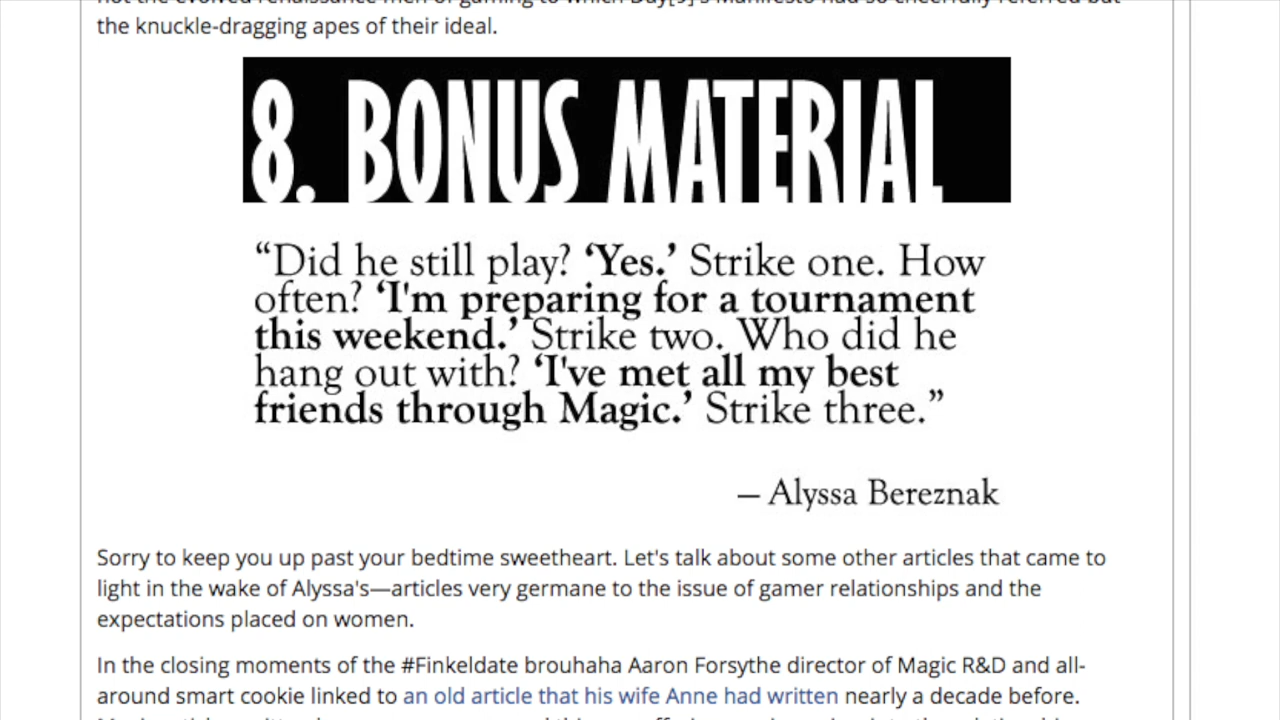 the knuckle-dragging apes of their ideal.
8. BONUS MATERIAL
“Did he still play? ‘Yes.’ Strike one. How
often? ‘I'm preparing for a tournament
this weekend.’ Strike two. Who did he
hang out with? ‘I've met all my best
friends through Magic.’ Strike three.”
— Alyssa Bereznak
Sorry to keep you up past your bedtime sweetheart. Let's talk about some other articles that came to
light in the wake of Alyssa's—articles very germane to the issue of gamer relationships and the
expectations placed on women.
In the closing moments of the #Finkeldate brouhaha Aaron Forsythe director of Magic R&D and all-
around smart cookie linked to an old article that his wife Anne had written nearly a decade before.